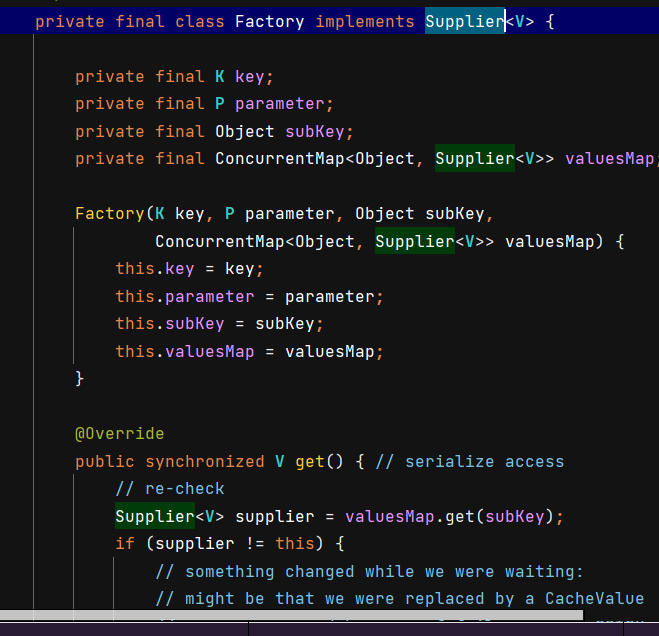 private final class Factory implements Supplier<V> {
private final K key;
private final P parameter;
private final Object subKey;
private final ConcurrentMap<Object, Supplier<V>> valuesMap;
Factory(K key, P parameter, Object subKey,
ConcurrentMap<Object, Supplier<V>> valuesMap) {
this.key = key;
this.parameter = parameter;
this.subKey = subKey;
this.valuesMap = valuesMap;
}
@Override
public synchronized V get() { // serialize access
// re-check
Supplier<V> supplier = valuesMap.get(subKey);
if (supplier != this) {
// something changed while we were waiting:
// might be that we were replaced by a CacheValue